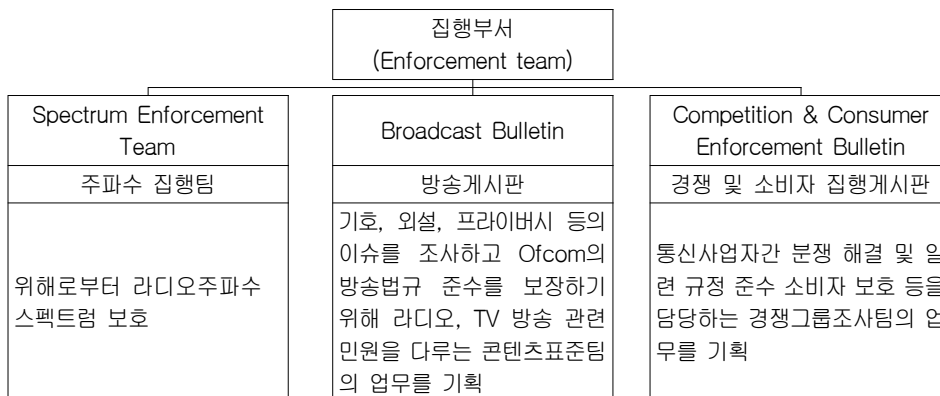 집행부서
(Enforcement team)
Spectrum Enforcement
Team
주파수 집행팀
위해로부터 라디오주파수
스펙트럼 보호
Broadcast Bulletin
방송게시판
기호, 외설, 프라이버시 등의
이슈를 조사하고 Ofcom의
방송법규 준수를 보장하기
위해 라디오, TV 방송 관련
민원을 다루는 콘텐츠표준팀
의 업무를 기획
Competition & Consumer
Enforcement Bulletin
경쟁 및 소비자 집행게시판
통신사업자간 분쟁 해결 및 일
련 규정 준수 소비자 보호 등을
담당하는 경쟁그룹조사팀의 업
무를 기획